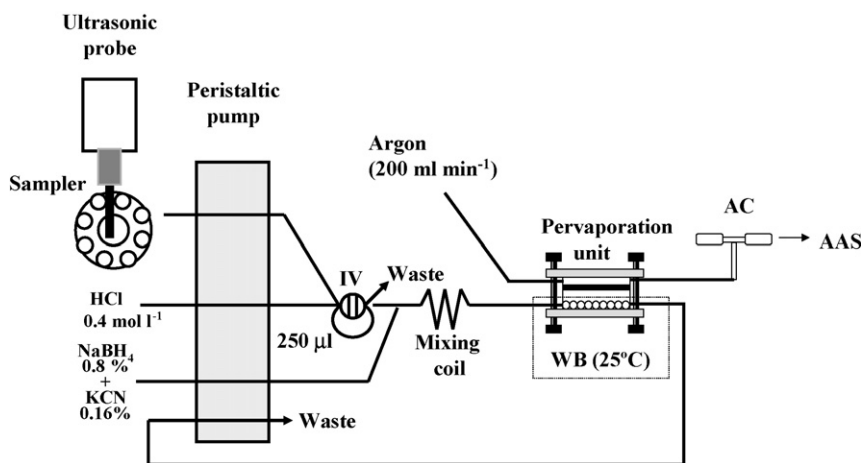 Ultrasonic
probe
Peristaltic
pump
Sampler
Argon
(200 ml min⁻¹)
AC
AAS
Pervaporation
unit
IV
Waste
HCl
0.4 mol l⁻¹
250 µl
Mixing
coil
WB (25ºC)
NaBH₄
0.8 %
+
KCN
0.16%
Waste